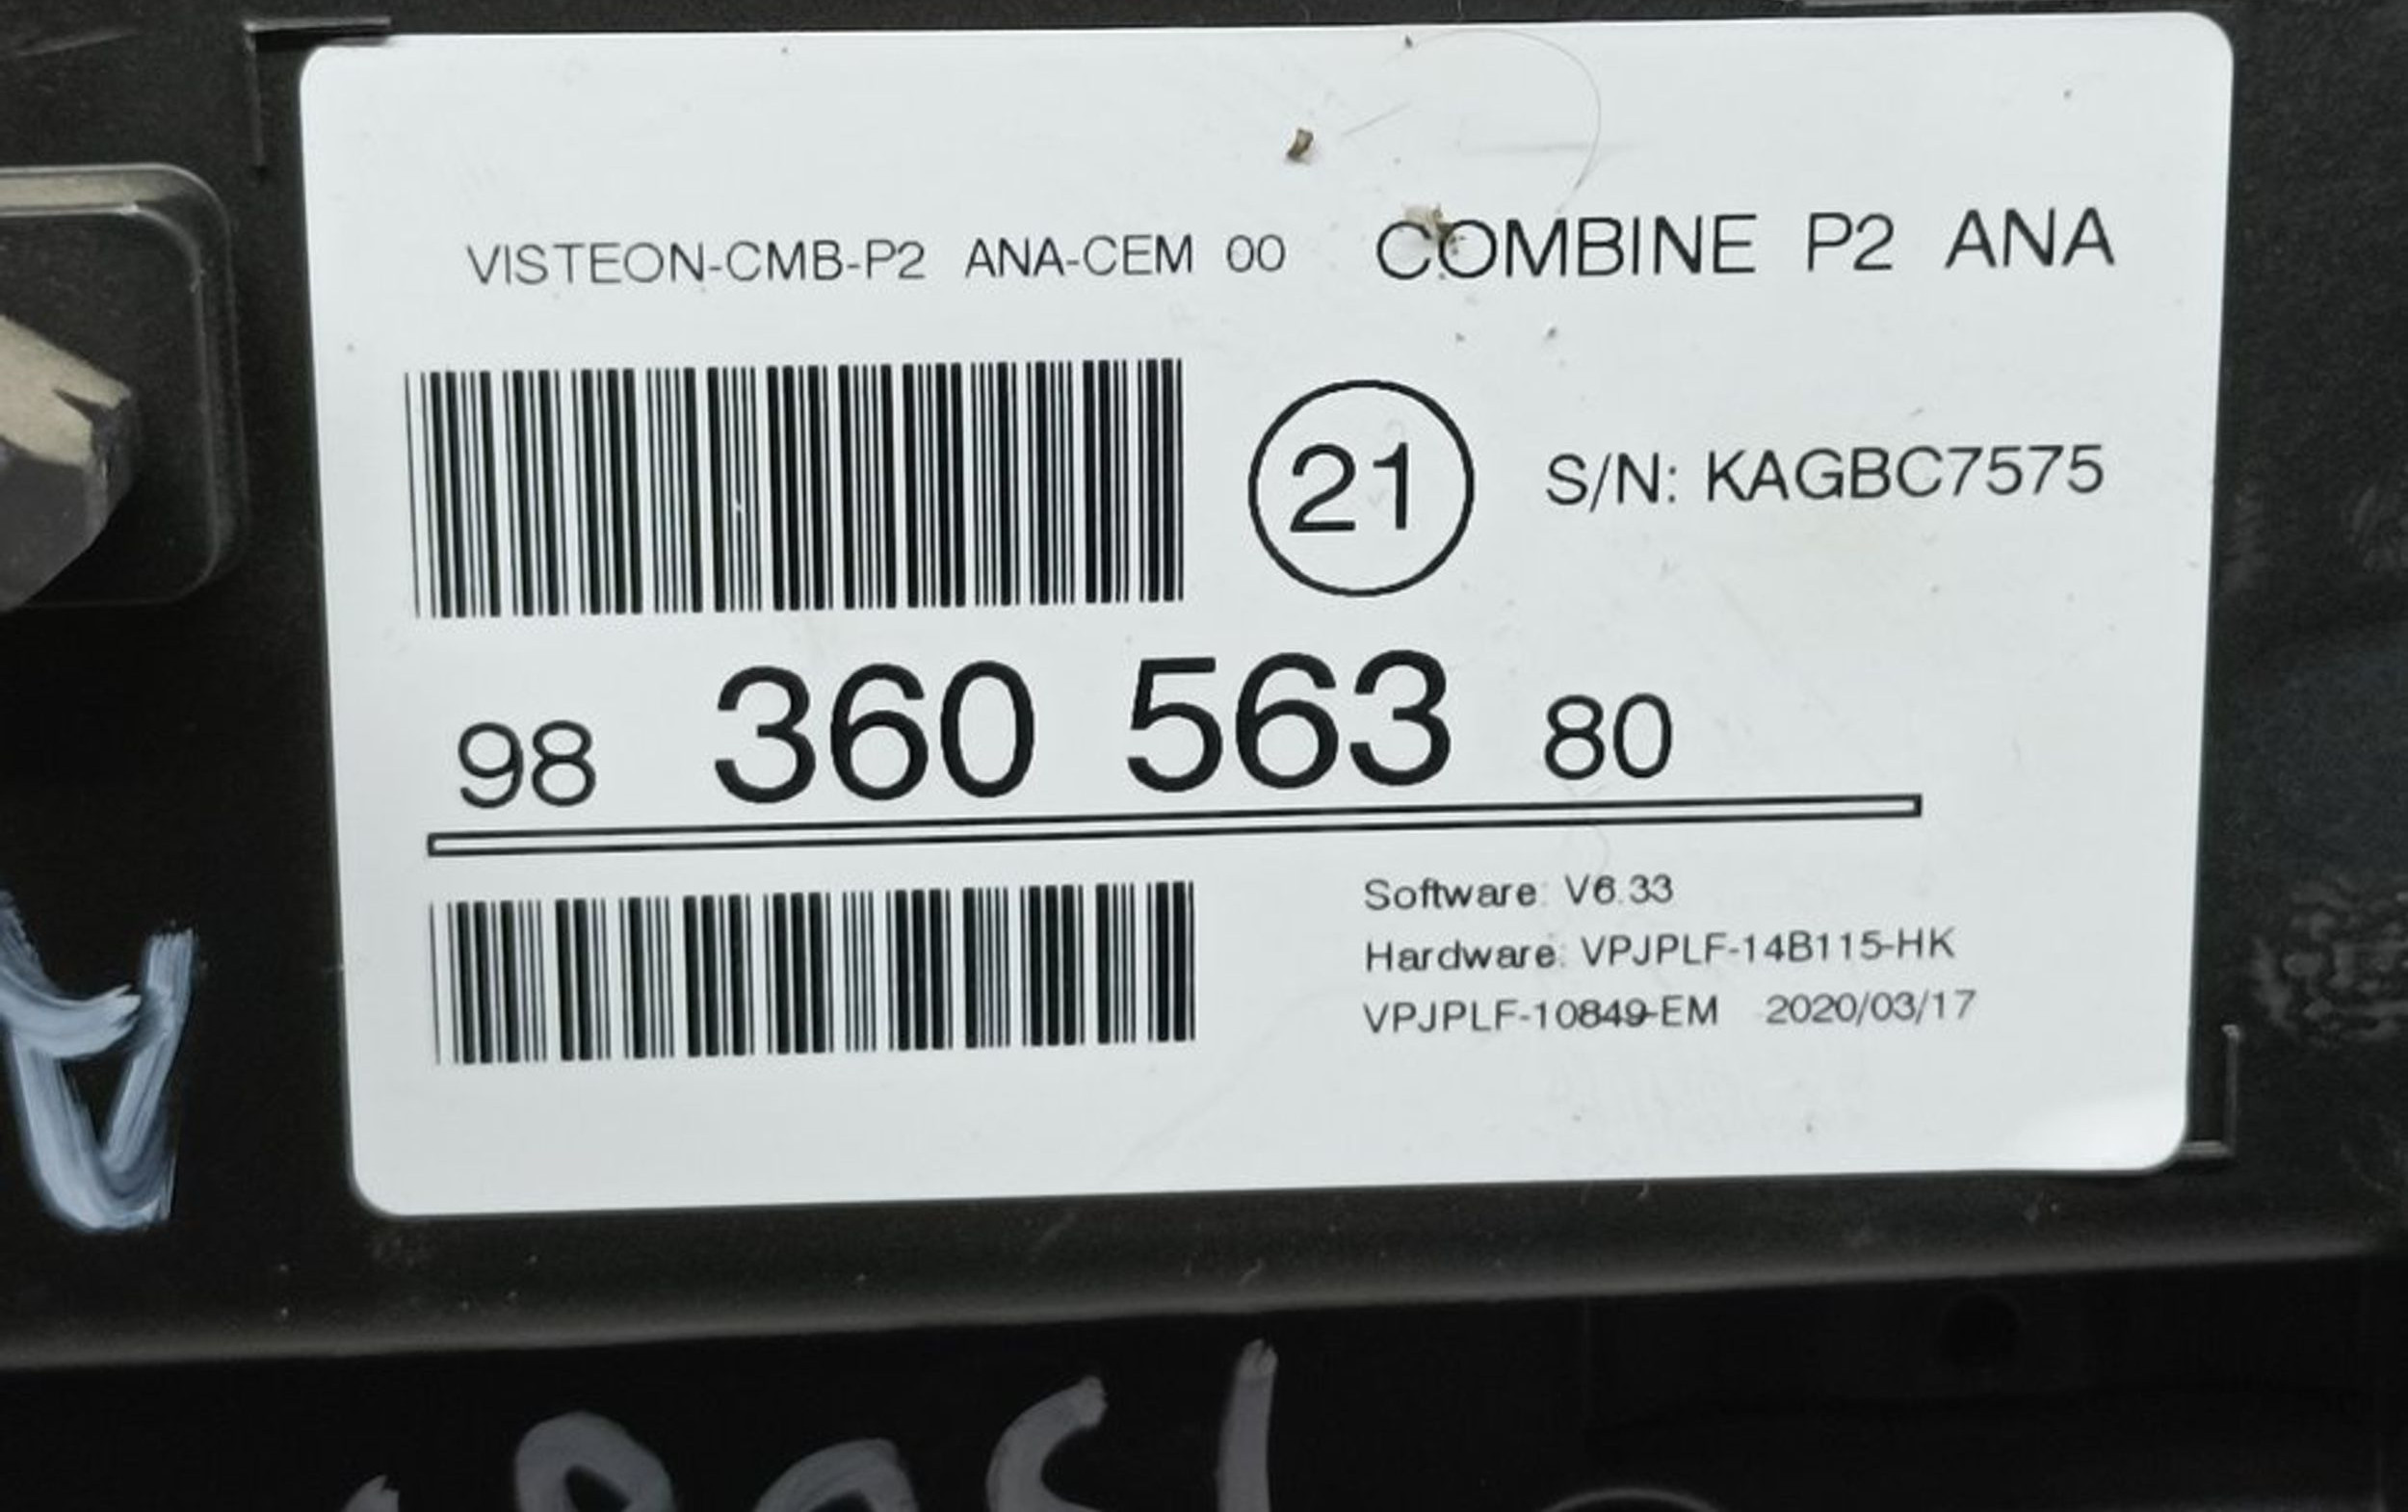 VISTEON-CMB-P2 ANA-CEM 00 COMBINE P2 ANA
21 S/N: KAGBC7575
98 360 563 80
Software: V6.33
Hardware: VPJPLF-14B115-HK
VPJPLF-10849-EM 2020/03/17